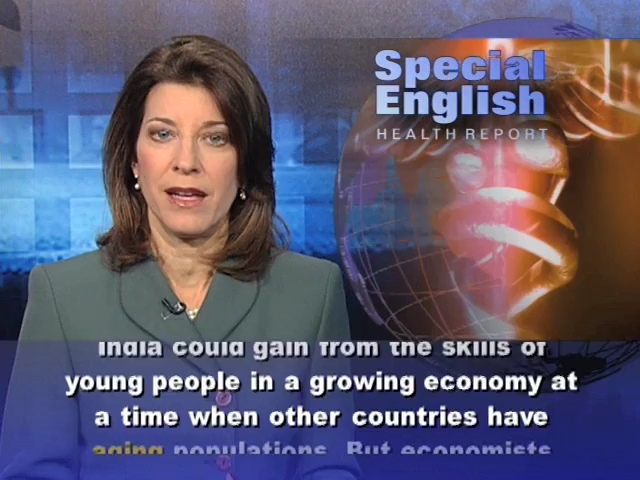 Special
English
HEALTH REPORT
India could gain from the skills of
young people in a growing economy at
a time when other countries have
aging populations. But economists